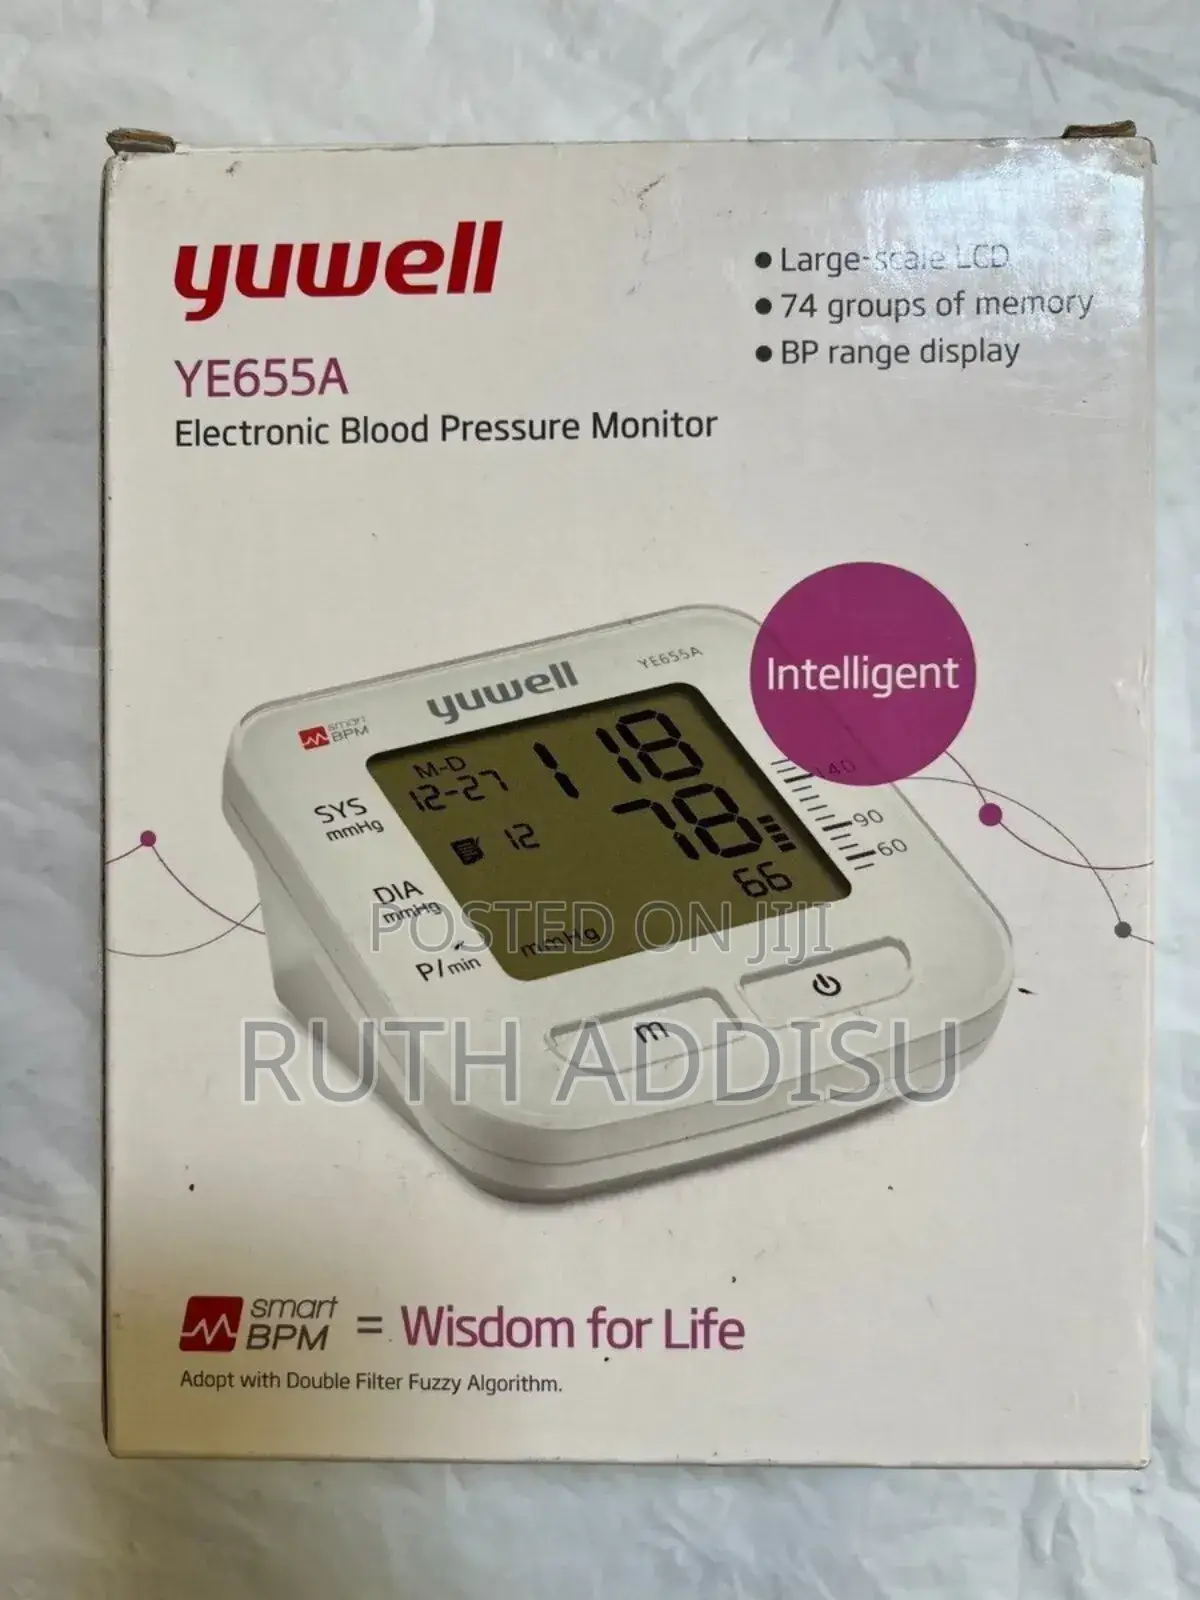 yuwell
YE655A
Electronic Blood Pressure Monitor
• Large-scale LCD
• 74 groups of memory
• BP range display
Intelligent
yuwell
YE655A
smart
BPM
SYS
mmHg
DIA
mmHg
P/min
M-D
12-27
118
12
78
66
mmHg
140
90
60
m
POSTED ON JIJI
RUTH ADDISU
smart
BPM = Wisdom for Life
Adopt with Double Filter Fuzzy Algorithm.